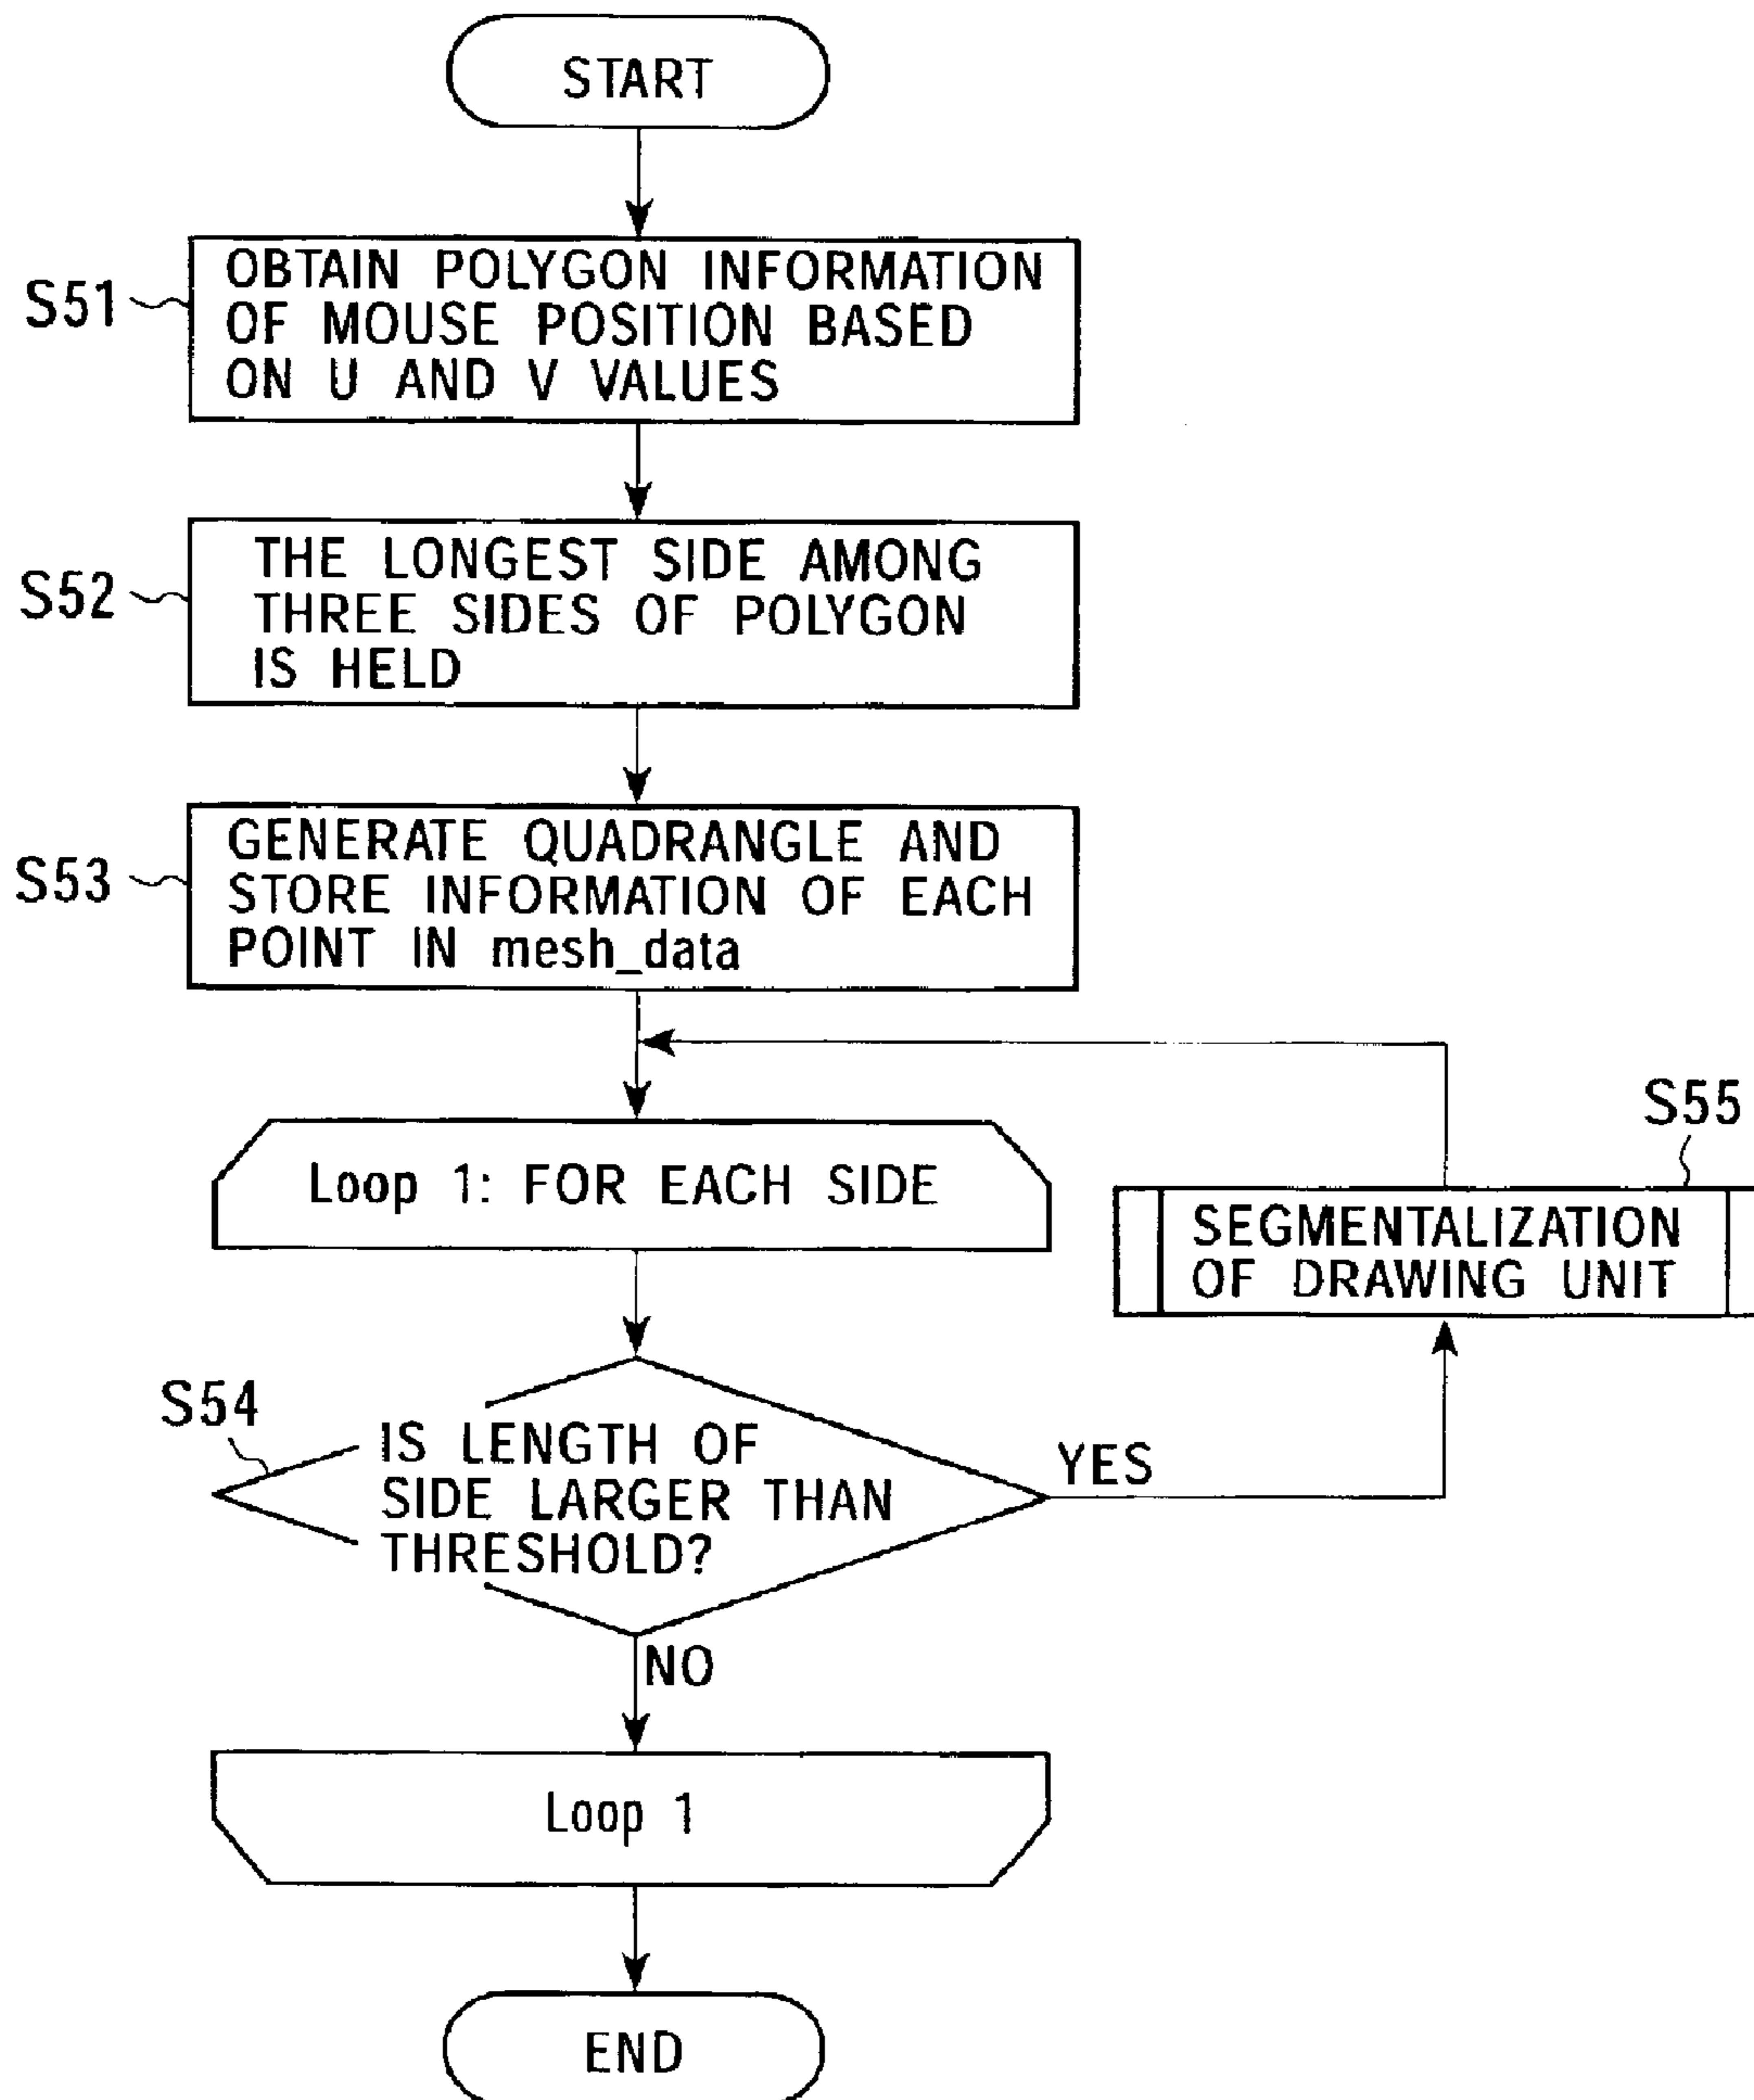 START
S51
OBTAIN POLYGON INFORMATION
OF MOUSE POSITION BASED
ON U AND V VALUES
S52
THE LONGEST SIDE AMONG
THREE SIDES OF POLYGON
IS HELD
S53
GENERATE QUADRANGLE AND
STORE INFORMATION OF EACH
POINT IN mesh_data
Loop 1: FOR EACH SIDE
S55
SEGMENTALIZATION
OF DRAWING UNIT
S54
IS LENGTH OF
SIDE LARGER THAN
THRESHOLD?
YES
NO
Loop 1
END